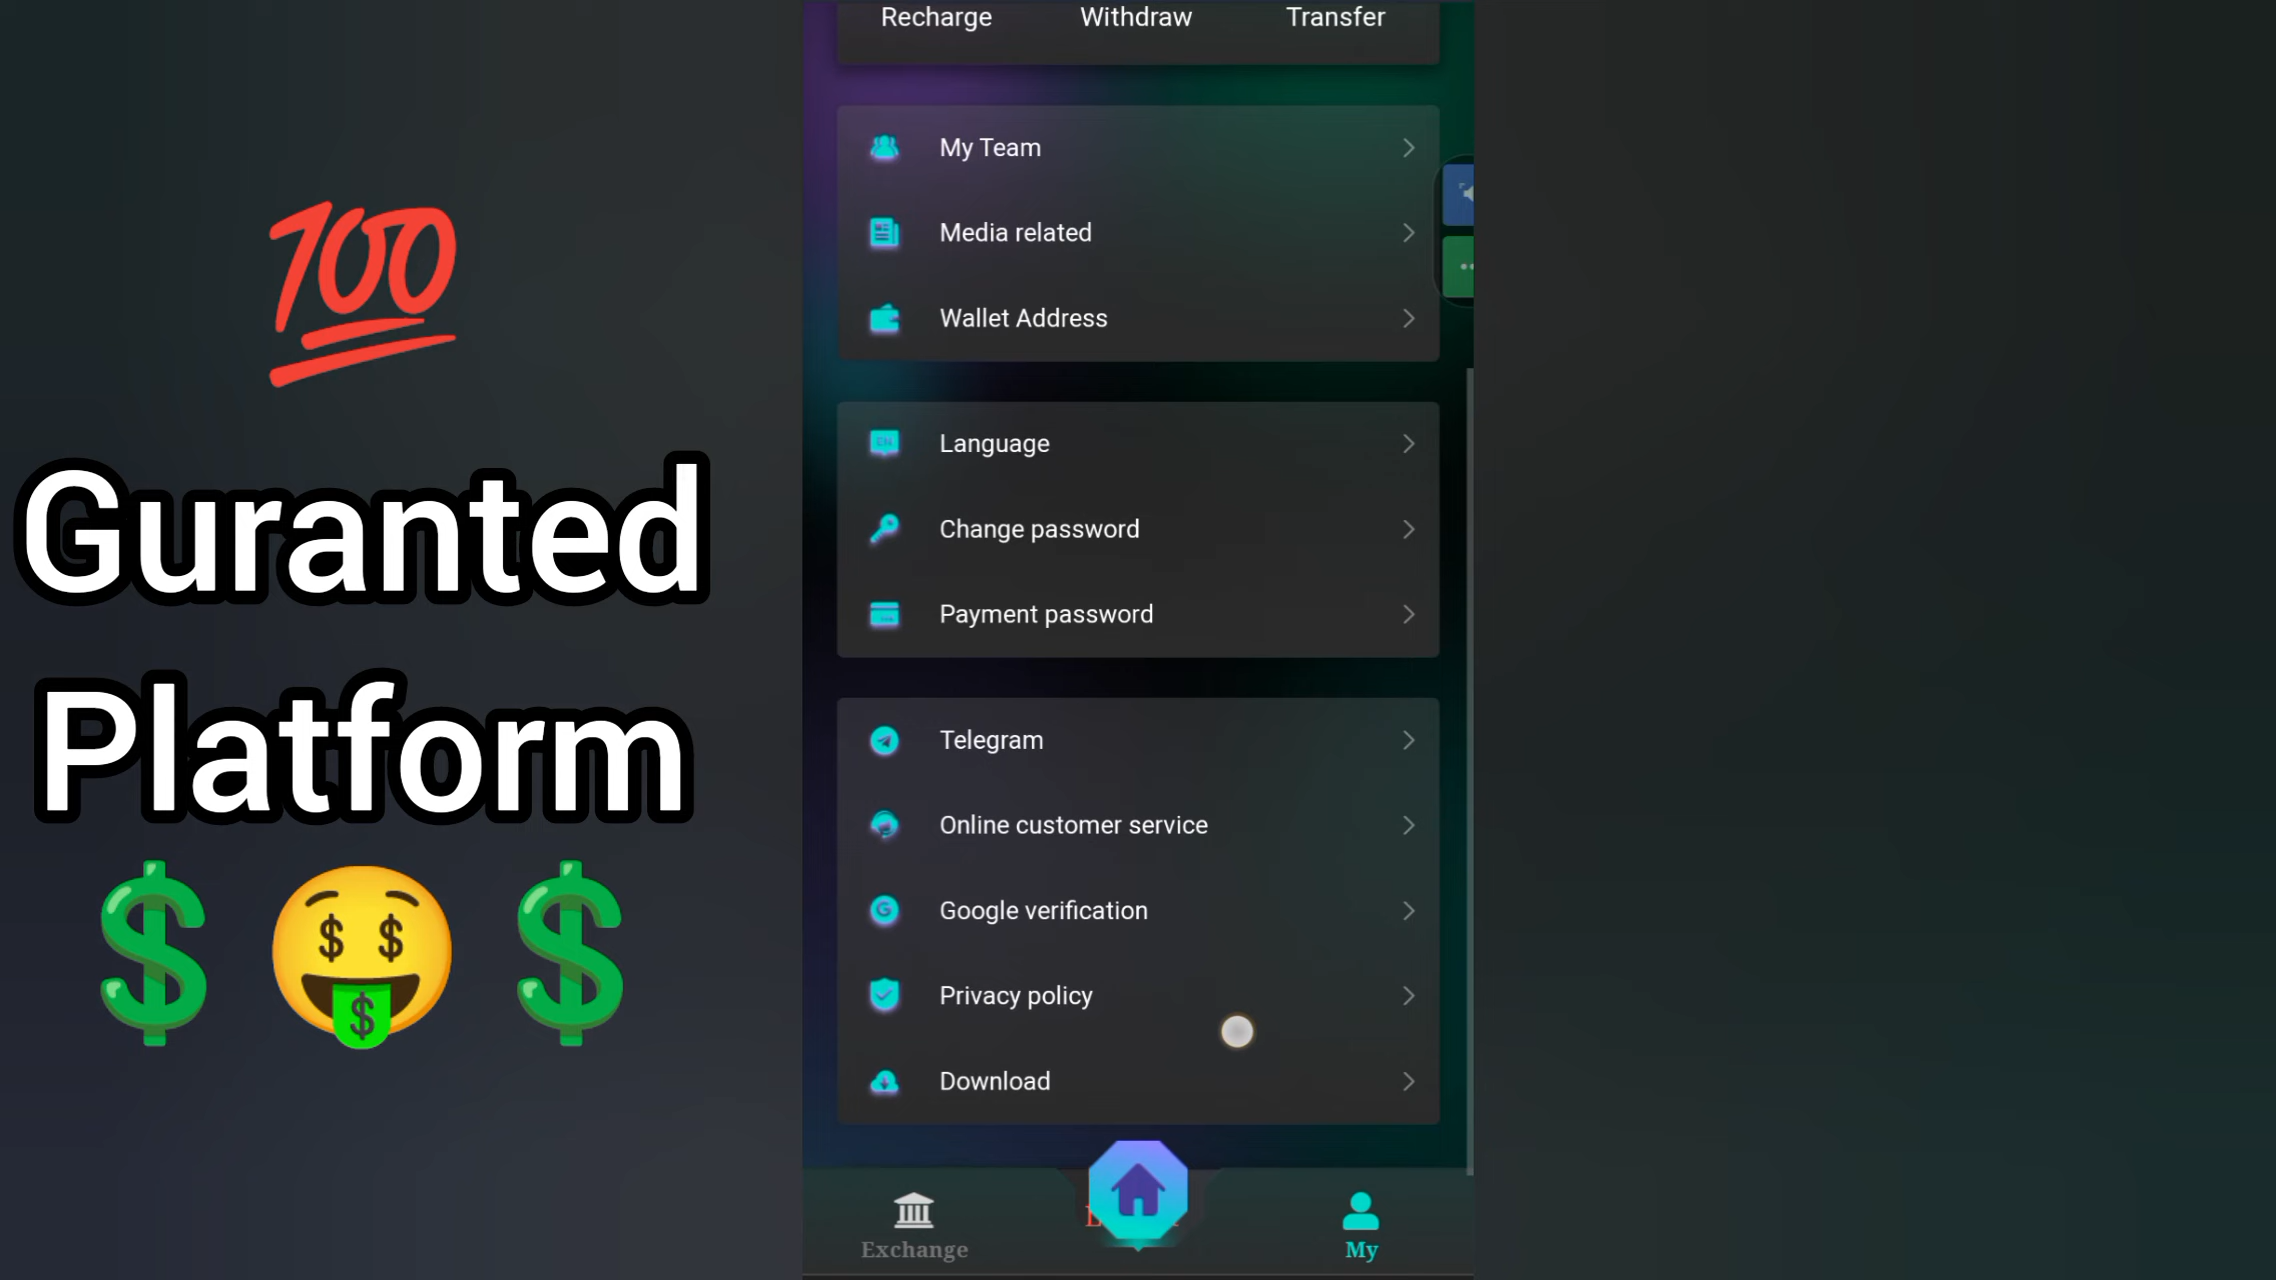 Recharge Withdraw Transfer
My Team
Media related
Wallet Address
Language
Change password
Payment password
Telegram
Online customer service
Google verification
Privacy policy
Download
Exchange
My
100
Guranted
Platform